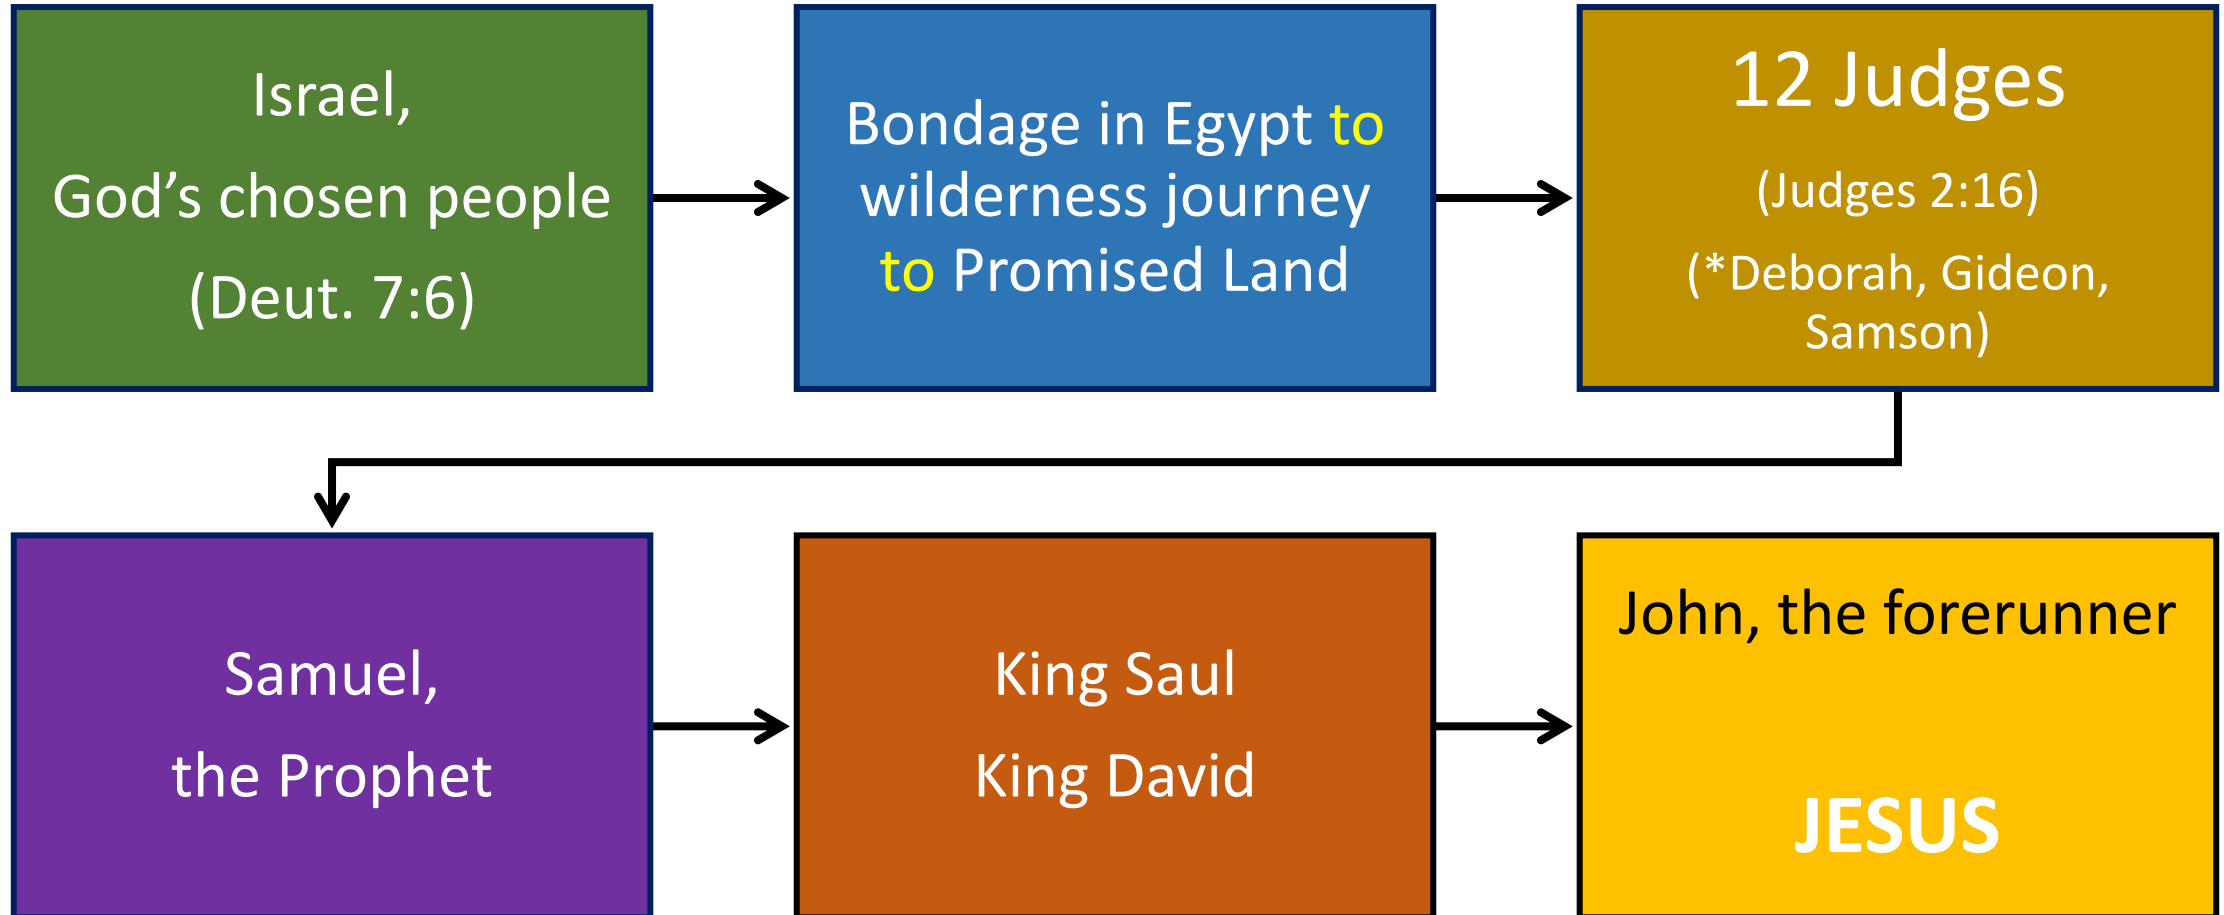 Israel,
God’s chosen people
(Deut. 7:6)
Bondage in Egypt to
wilderness journey
to Promised Land
12 Judges
(Judges 2:16)
(*Deborah, Gideon,
Samson)
Samuel,
the Prophet
King Saul
King David
John, the forerunner
JESUS